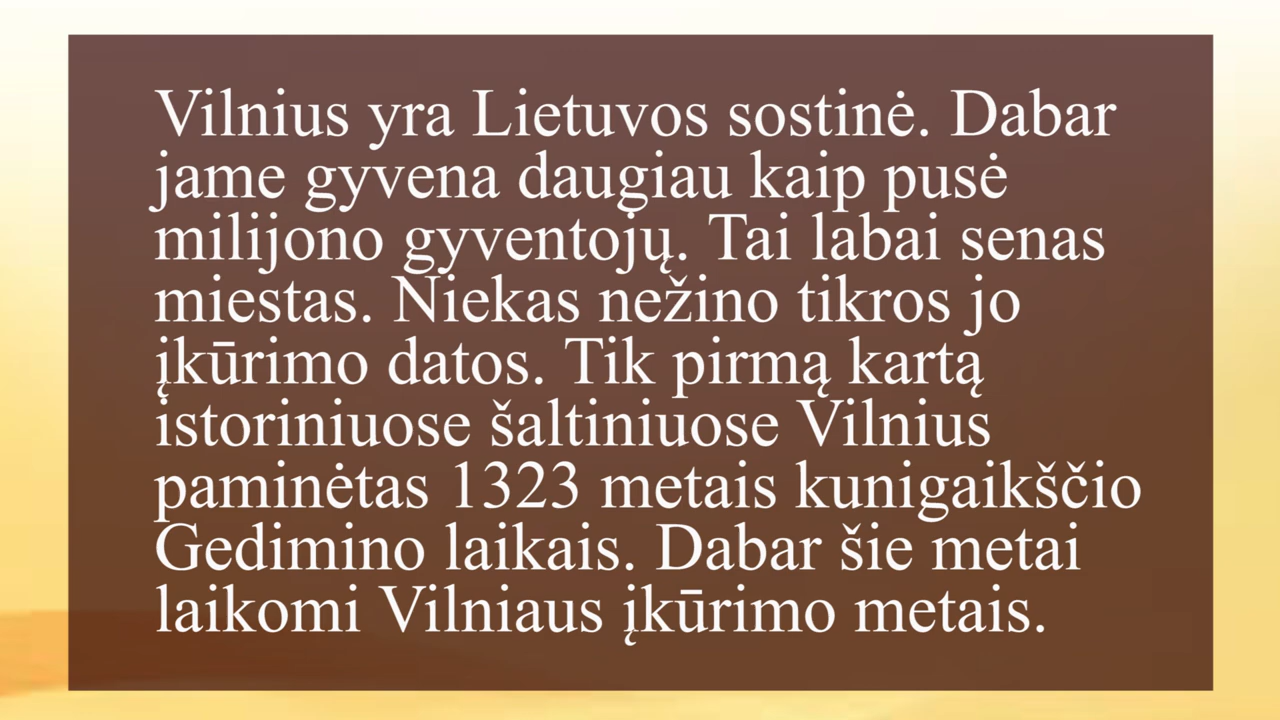 Vilnius yra Lietuvos sostinė. Dabar
jame gyvena daugiau kaip pusė
milijono gyventojų. Tai labai senas
miestas. Niekas nežino tikros jo
įkūrimo datos. Tik pirmą kartą
istoriniuose šaltiniuose Vilnius
paminėtas 1323 metais kunigaikščio
Gedimino laikais. Dabar šie metai
laikomi Vilniaus įkūrimo metais.